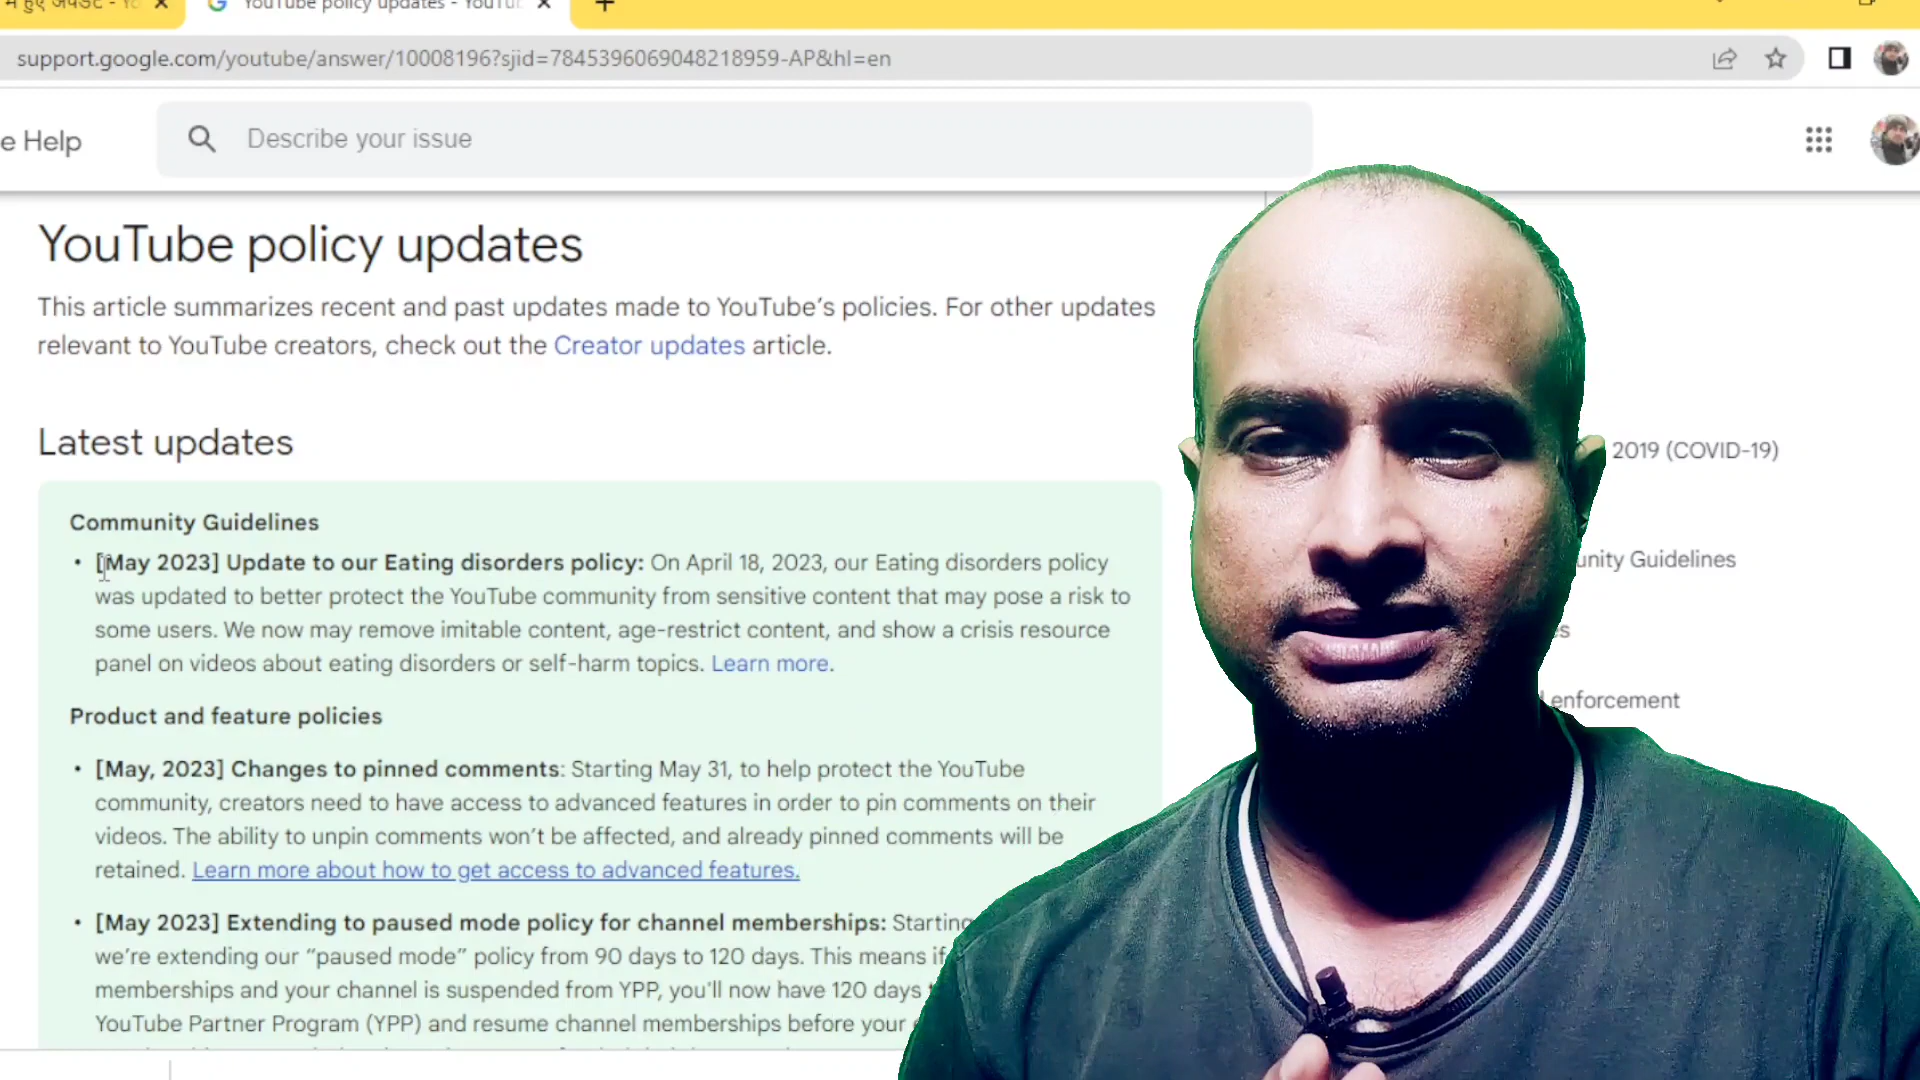 में हुए अपडेट - Yo
YouTube policy updates - YouTu
support.google.com/youtube/answer/10008196?sjid=7845396069048218959-AP&hl=en
e Help
Describe your issue
YouTube policy updates
This article summarizes recent and past updates made to YouTube’s policies. For other updates
relevant to YouTube creators, check out the Creator updates article.
Latest updates
Community Guidelines
• [May 2023] Update to our Eating disorders policy: On April 18, 2023, our Eating disorders policy
was updated to better protect the YouTube community from sensitive content that may pose a risk to
some users. We now may remove imitable content, age-restrict content, and show a crisis resource
panel on videos about eating disorders or self-harm topics. Learn more.
Product and feature policies
• [May, 2023] Changes to pinned comments: Starting May 31, to help protect the YouTube
community, creators need to have access to advanced features in order to pin comments on their
videos. The ability to unpin comments won’t be affected, and already pinned comments will be
retained. Learn more about how to get access to advanced features.
• [May 2023] Extending to paused mode policy for channel memberships: Starting
we’re extending our “paused mode” policy from 90 days to 120 days. This means if
memberships and your channel is suspended from YPP, you’ll now have 120 days
YouTube Partner Program (YPP) and resume channel memberships before your
2019 (COVID-19)
unity Guidelines
es
enforcement